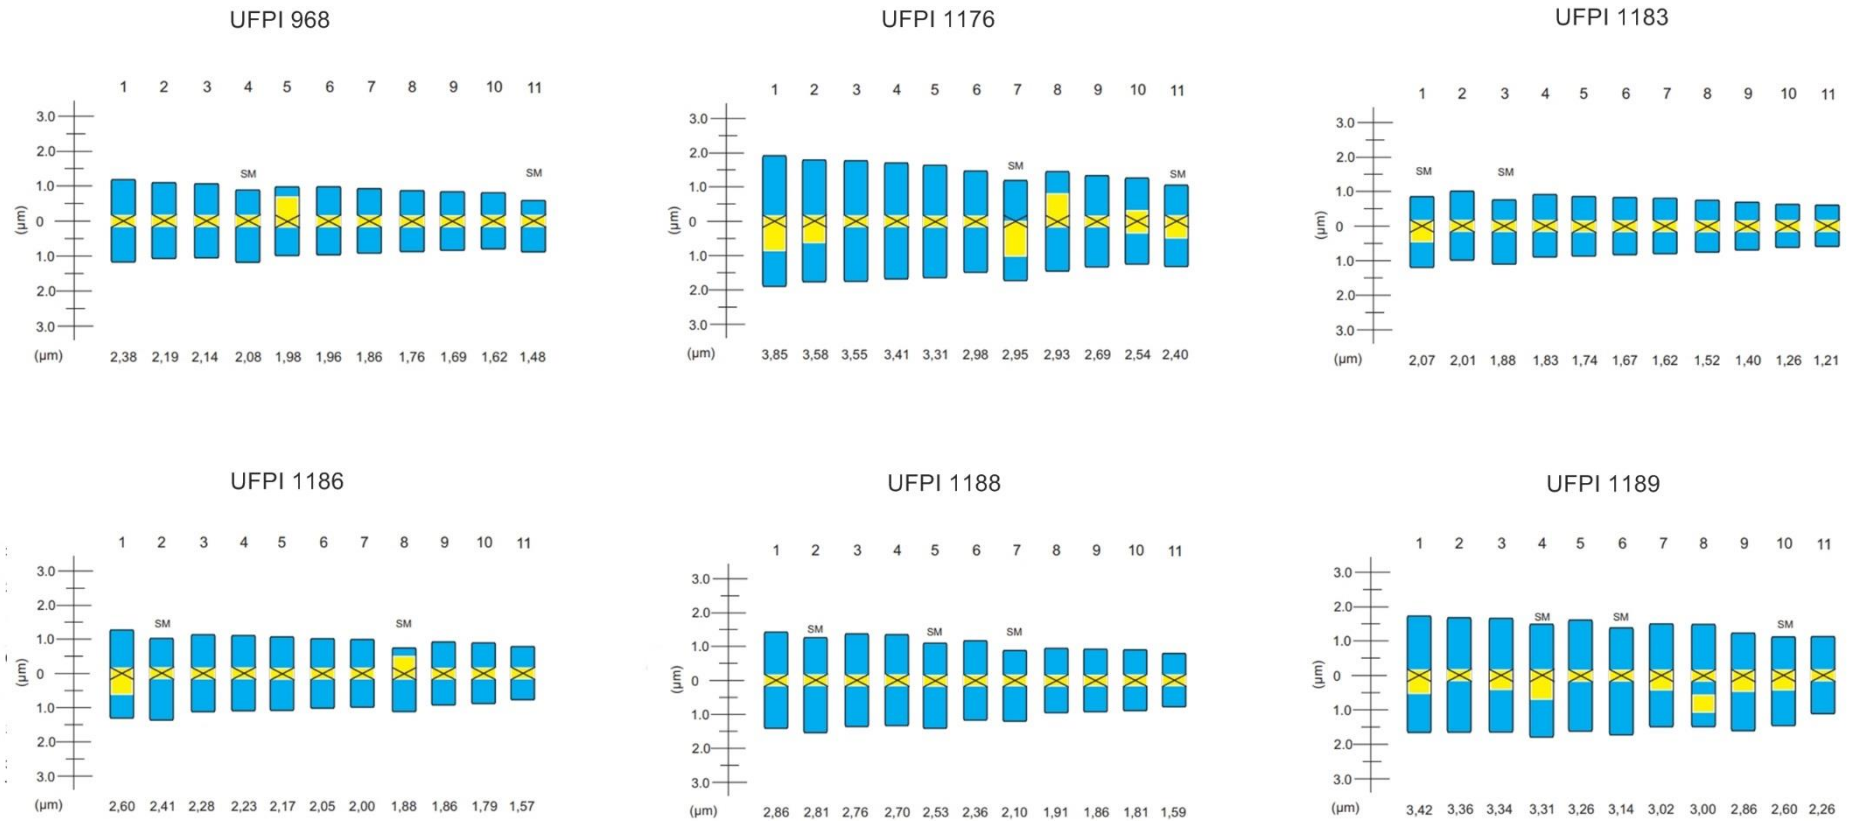 UFPI 968
1 2 3 4 5 6 7 8 9 10 11
3.0
2.0
SM SM
1.0
0
(µm)
1.0
2.0
3.0
(µm) 2,38 2,19 2,14 2,08 1,98 1,96 1,86 1,76 1,69 1,62 1,48
UFPI 1176
1 2 3 4 5 6 7 8 9 10 11
3.0
2.0
SM SM
1.0
0
(µm)
1.0
2.0
3.0
(µm) 3,85 3,58 3,55 3,41 3,31 2,98 2,95 2,93 2,69 2,54 2,40
UFPI 1183
1 2 3 4 5 6 7 8 9 10 11
3.0
2.0
SM SM
1.0
0
(µm)
1.0
2.0
3.0
(µm) 2,07 2,01 1,88 1,83 1,74 1,67 1,62 1,52 1,40 1,26 1,21
UFPI 1186
1 2 3 4 5 6 7 8 9 10 11
3.0
2.0
SM SM
1.0
0
(µm)
1.0
2.0
3.0
(µm) 2,60 2,41 2,28 2,23 2,17 2,05 2,00 1,88 1,86 1,79 1,57
UFPI 1188
1 2 3 4 5 6 7 8 9 10 11
3.0
2.0
SM SM SM
1.0
0
(µm)
1.0
2.0
3.0
(µm) 2,86 2,81 2,76 2,70 2,53 2,36 2,10 1,91 1,86 1,81 1,59
UFPI 1189
1 2 3 4 5 6 7 8 9 10 11
3.0
2.0
SM SM SM
1.0
0
(µm)
1.0
2.0
3.0
(µm) 3,42 3,36 3,34 3,31 3,26 3,14 3,02 3,00 2,86 2,60 2,26